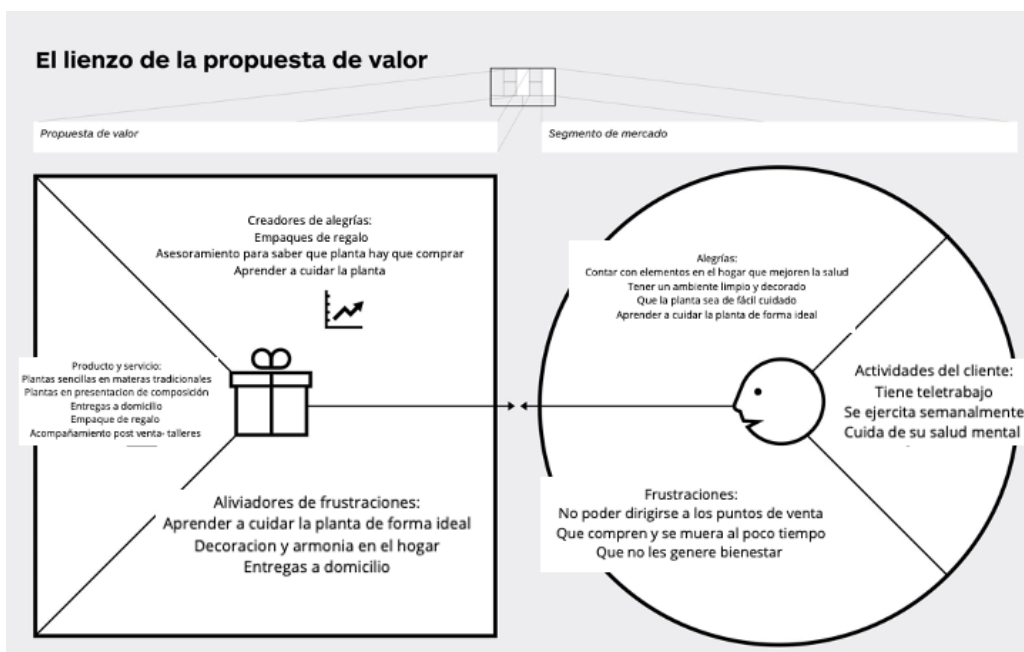 El lienzo de la propuesta de valor
Propuesta de valor
Segmento de mercado
Creadores de alegrías:
Empaques de regalo
Asesoramiento para saber que planta hay que comprar
Aprender a cuidar la planta
Producto y servicio:
Plantas sencillas en materas tradicionales
Plantas en presentacion de composición
Entregas a domicilio
Empaque de regalo
Acompañamiento post venta- talleres
Aliviadores de frustraciones:
Aprender a cuidar la planta de forma ideal
Decoracion y armonia en el hogar
Entregas a domicilio
Alegrías:
Contar con elementos en el hogar que mejoren la salud
Tener un ambiente limpio y decorado
Que la planta sea de fácil cuidado
Aprender a cuidar la planta de forma ideal
Actividades del cliente:
Tiene teletrabajo
Se ejercita semanalmente
Cuida de su salud mental
Frustraciones:
No poder dirigirse a los puntos de venta
Que compren y se muera al poco tiempo
Que no les genere bienestar